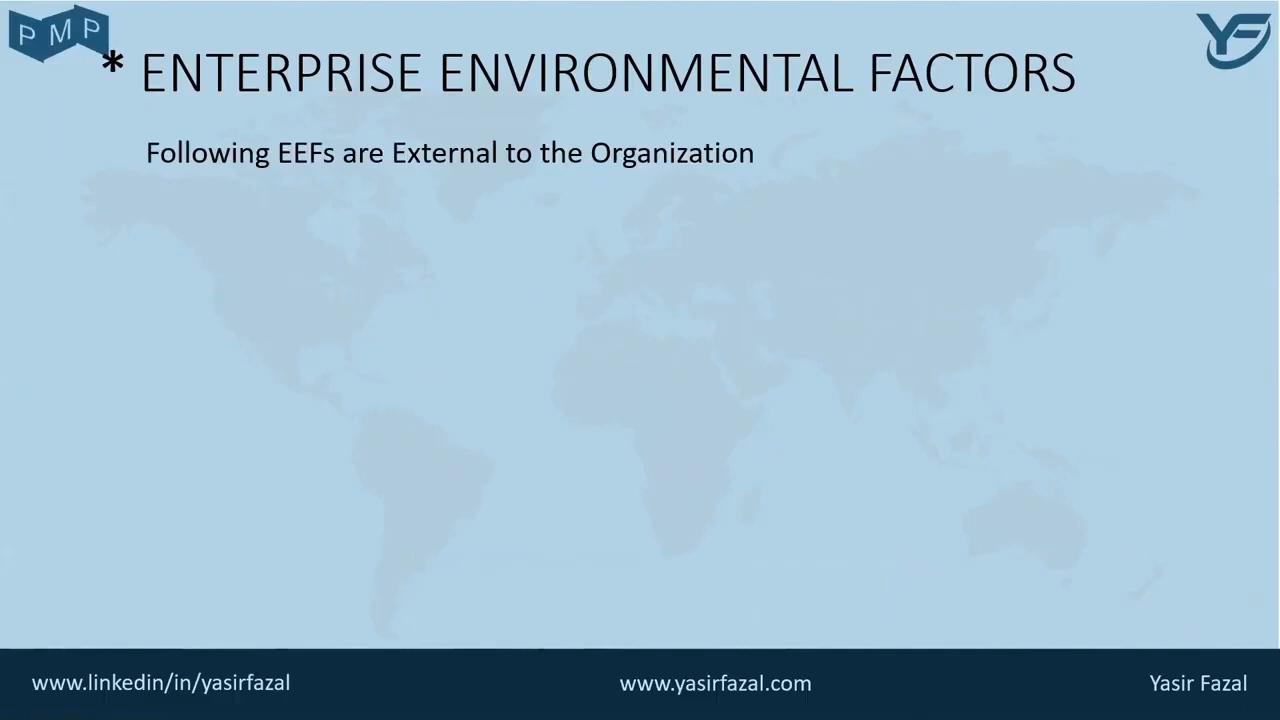 PMP
YF
* ENTERPRISE ENVIRONMENTAL FACTORS
Following EEFs are External to the Organization
www.linkedin/in/yasirfazal
www.yasirfazal.com
Yasir Fazal